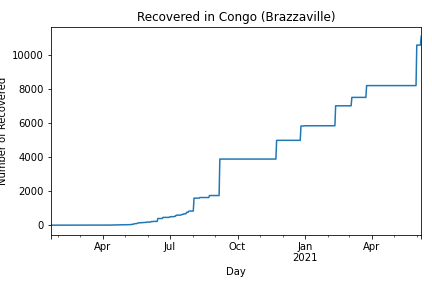 Recovered in Congo (Brazzaville)
Number of Recovered
10000
8000
6000
4000
2000
0
Apr
Jul
Oct
Jan
2021
Apr
Day